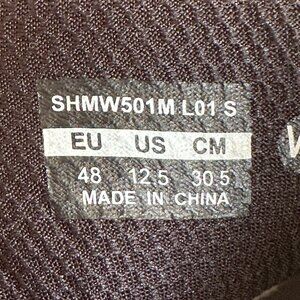 SHMW501M L01 S
EU US CM
48 12.5 30.5
MADE IN CHINA